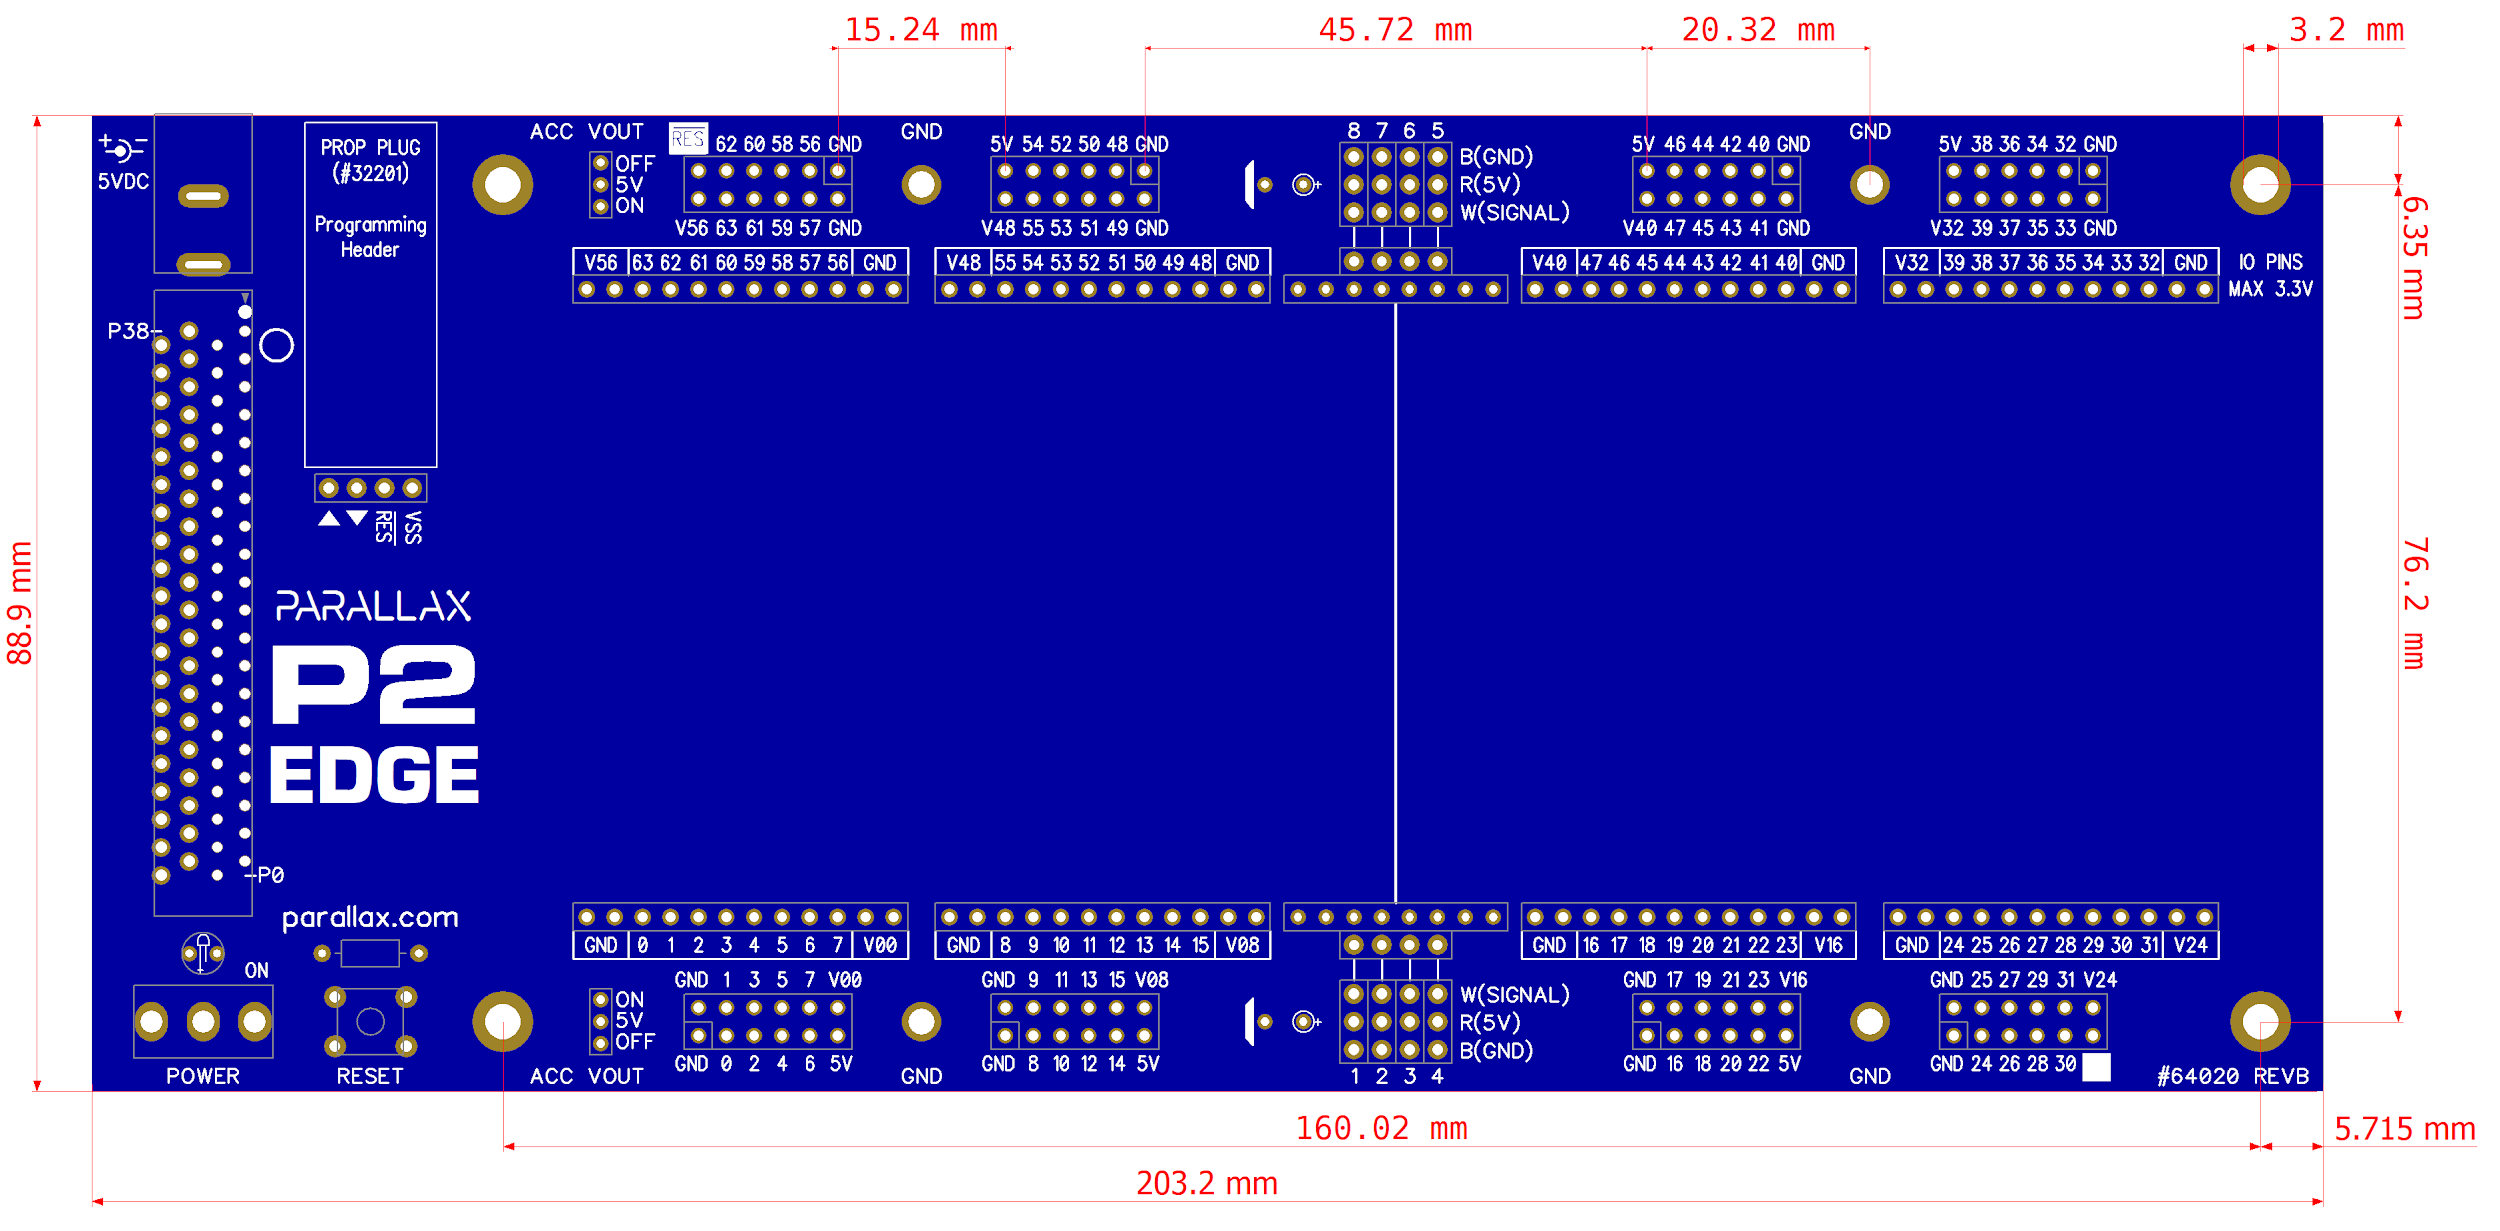 15.24 mm
45.72 mm
20.32 mm
3.2 mm
ACC VOUT
RES
GND
8 7 6 5
GND
+ -
5VDC
PROP PLUG
(#32201)
Programming
Header
OFF
5V
ON
62 60 58 56 GND
V56 63 61 59 57 GND
5V 54 52 50 48 GND
V48 55 53 51 49 GND
+
B(GND)
R(5V)
W(SIGNAL)
5V 46 44 42 40 GND
V40 47 45 43 41 GND
5V 38 36 34 32 GND
V32 39 37 35 33 GND
6.35 mm
V56 63 62 61 60 59 58 57 56 GND
V48 55 54 53 52 51 50 49 48 GND
V40 47 46 45 44 43 42 41 40 GND
V32 39 38 37 36 35 34 33 32 GND
IO PINS
MAX 3.3V
P38-
RES
VSS
88.9 mm
76.2 mm
PARALLAX
P2
EDGE
-P0
parallax.com
GND 0 1 2 3 4 5 6 7 V00
GND 8 9 10 11 12 13 14 15 V08
GND 16 17 18 19 20 21 22 23 V16
GND 24 25 26 27 28 29 30 31 V24
ON
POWER
RESET
ON
5V
OFF
ACC VOUT
GND 1 3 5 7 V00
GND 0 2 4 6 5V
GND
GND 9 11 13 15 V08
GND 8 10 12 14 5V
+
W(SIGNAL)
R(5V)
B(GND)
1 2 3 4
GND 17 19 21 23 V16
GND 16 18 20 22 5V
GND
GND 25 27 29 31 V24
GND 24 26 28 30
#64020 REVB
160.02 mm
5.715 mm
203.2 mm